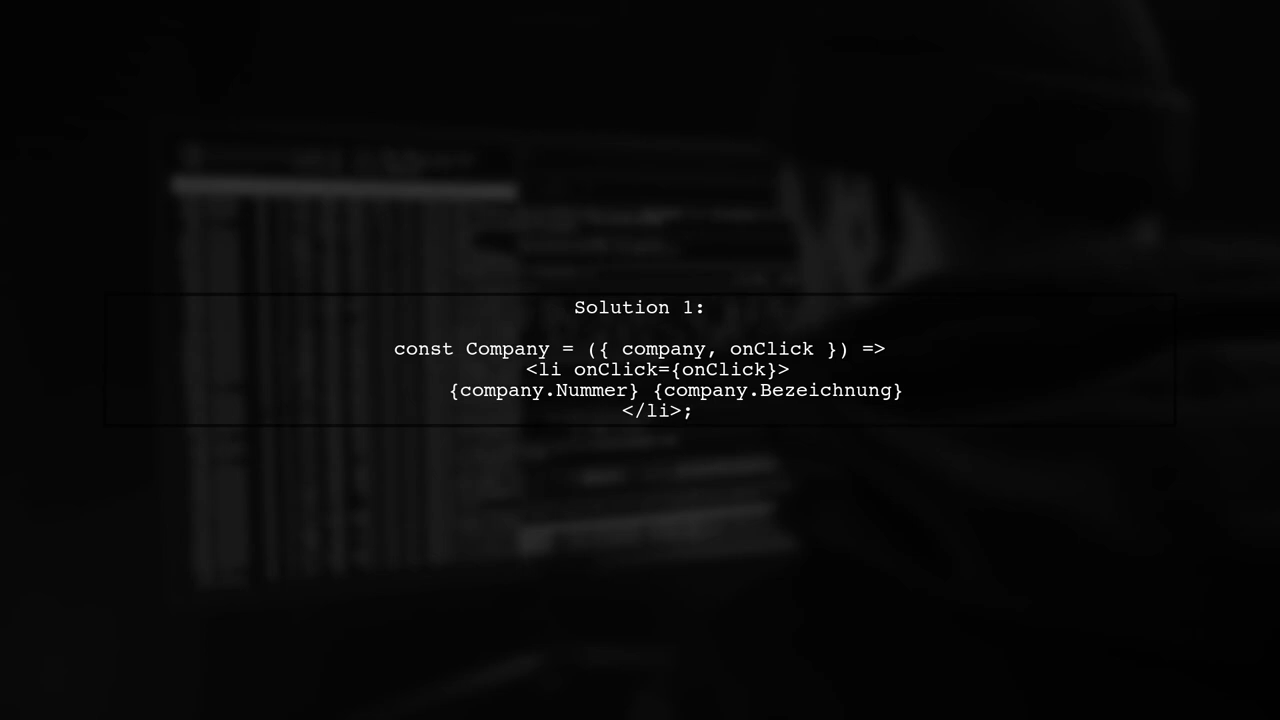 Solution 1:
const Company = ({ company, onClick }) =>
<li onClick={onClick}>
{company.Nummer} {company.Bezeichnung}
</li>;